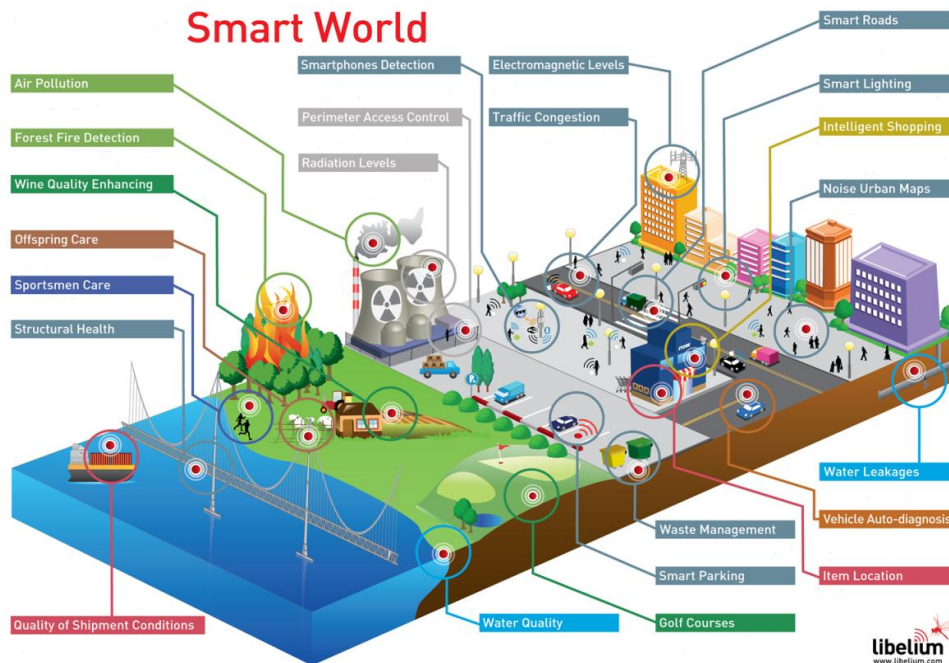 Smart World
Air Pollution
Forest Fire Detection
Wine Quality Enhancing
Offspring Care
Sportsmen Care
Structural Health
Quality of Shipment Conditions
Smartphones Detection
Perimeter Access Control
Radiation Levels
Electromagnetic Levels
Traffic Congestion
Smart Roads
Smart Lighting
Intelligent Shopping
Noise Urban Maps
Water Leakages
Vehicle Auto-diagnosis
Item Location
Waste Management
Smart Parking
Golf Courses
Water Quality
P
libelium
www.libelium.com